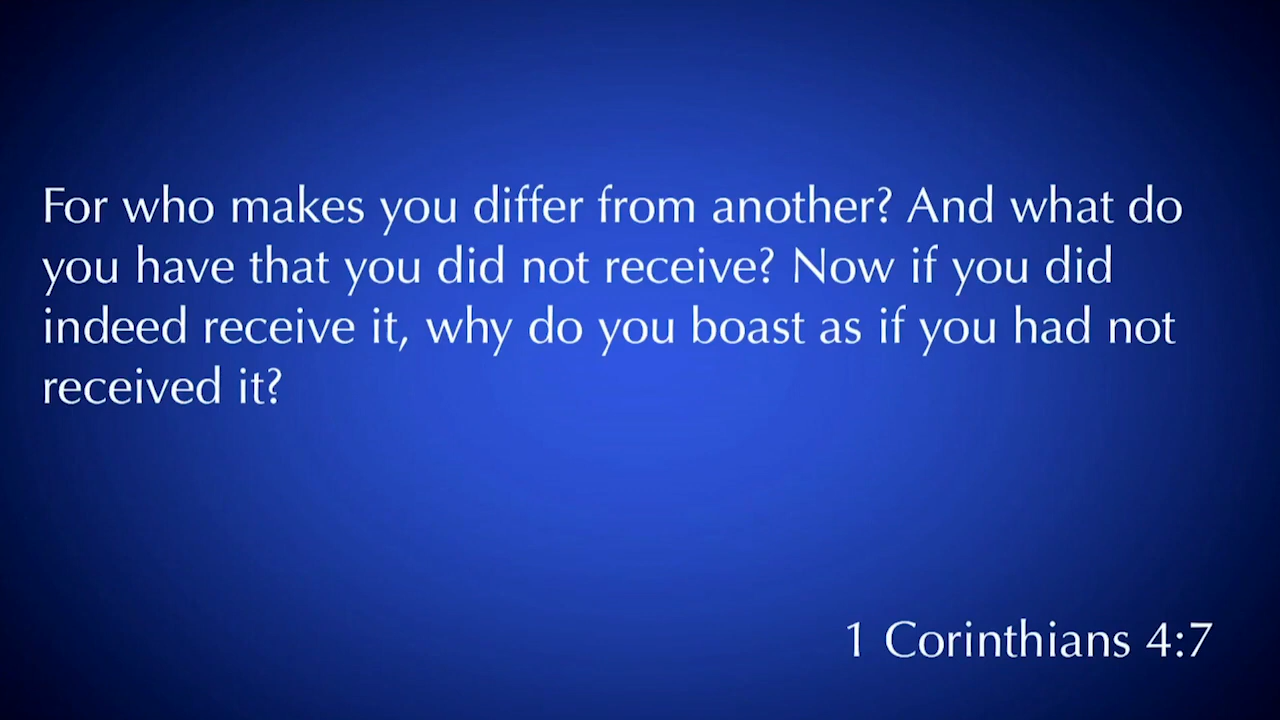 For who makes you differ from another? And what do
you have that you did not receive? Now if you did
indeed receive it, why do you boast as if you had not
received it?
1 Corinthians 4:7